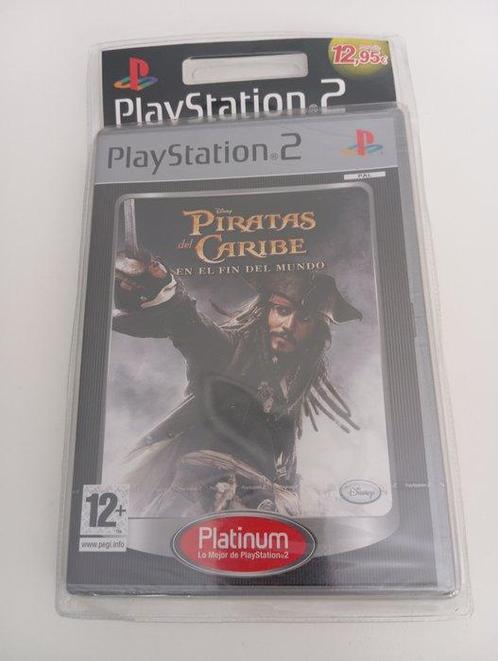 12,95€
PlayStation®2
PlayStation®2
PAL
Disney
PIRATAS
del CARIBE
EN EL FIN DEL MUNDO
12+
www.pegi.info
Disney
Platinum
Lo Mejor de PlayStation®2